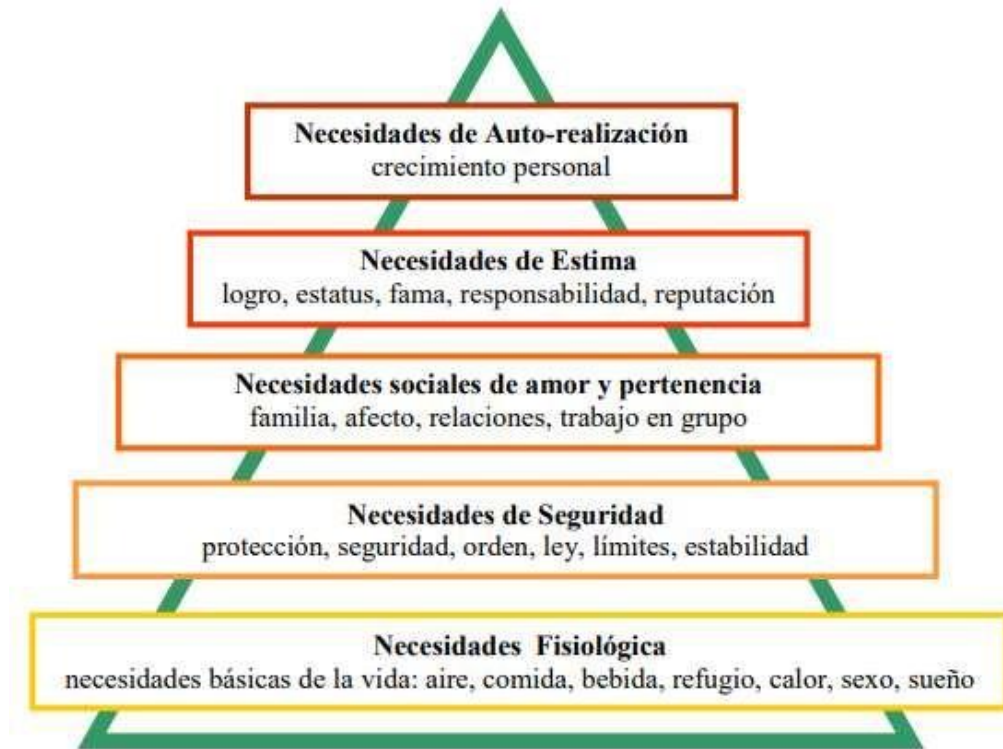 Necesidades de Auto-realización
crecimiento personal
Necesidades de Estima
logro, estatus, fama, responsabilidad, reputación
Necesidades sociales de amor y pertenencia
familia, afecto, relaciones, trabajo en grupo
Necesidades de Seguridad
protección, seguridad, orden, ley, límites, estabilidad
Necesidades Fisiológica
necesidades básicas de la vida: aire, comida, bebida, refugio, calor, sexo, sueño